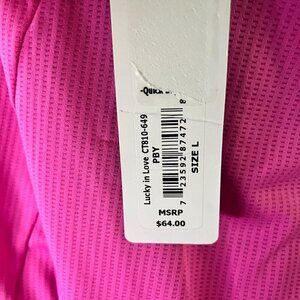 -Quick
Lucky in Love CT810-649
PBY
7 23592 87472 8
SIZE L
MSRP
$64.00